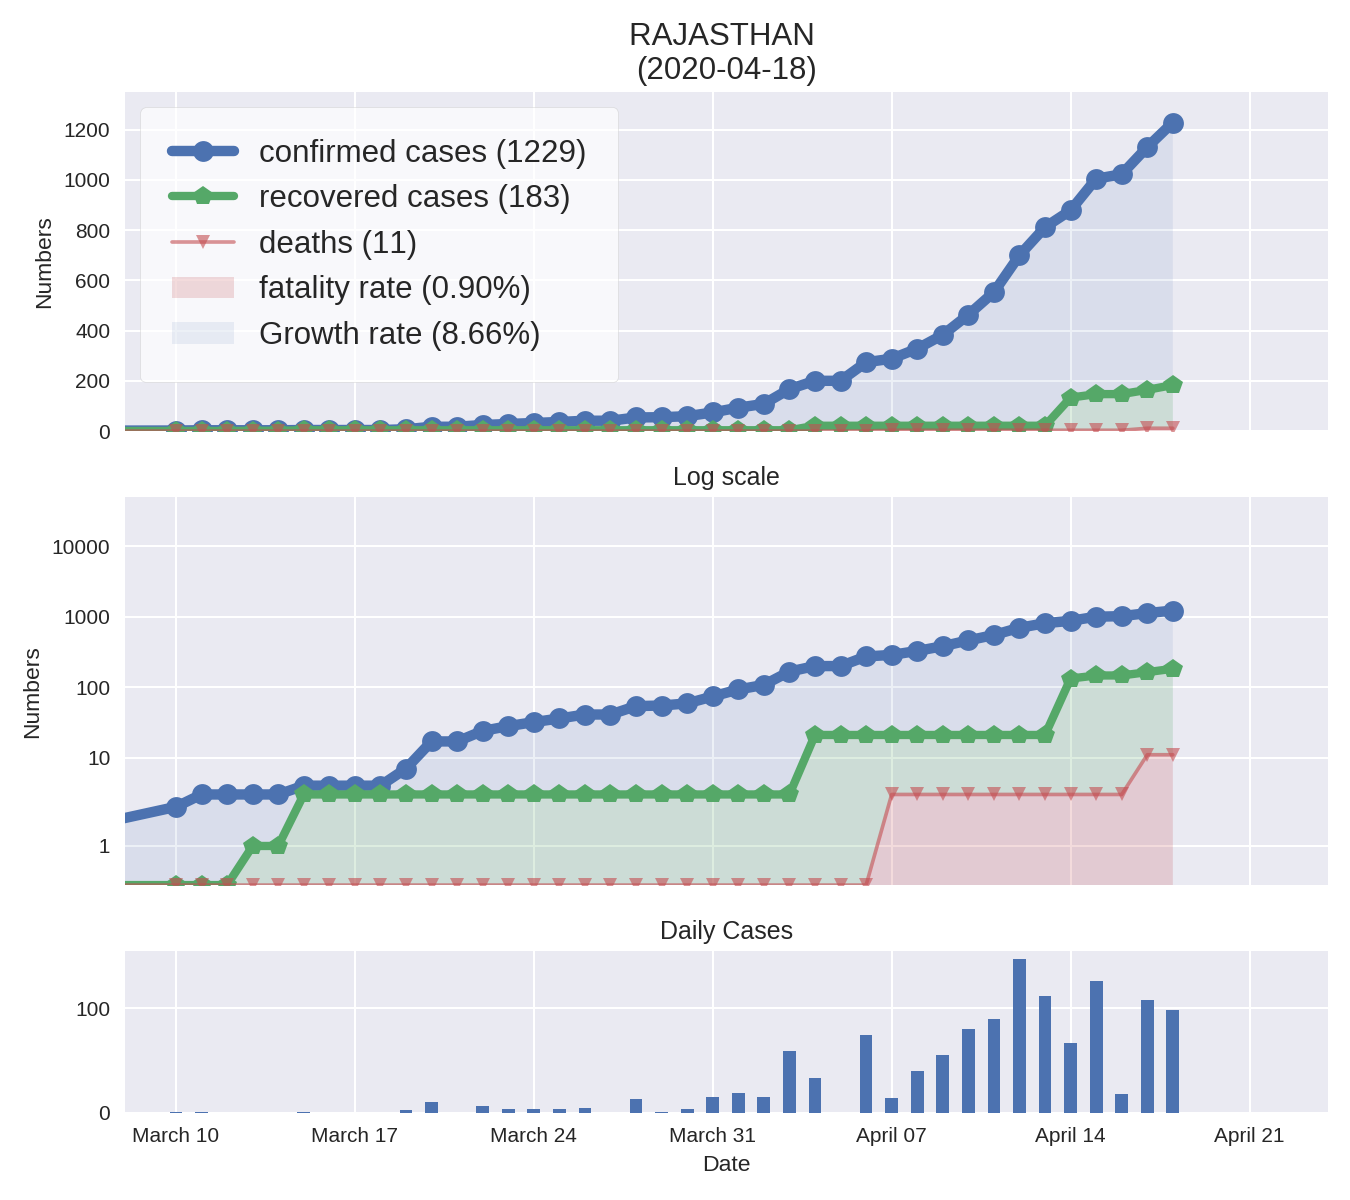 RAJASTHAN
(2020-04-18)
1200
1000
800
600
400
200
0
Numbers
confirmed cases (1229)
recovered cases (183)
deaths (11)
fatality rate (0.90%)
Growth rate (8.66%)
Log scale
10000
1000
100
10
1
Numbers
Daily Cases
100
0
March 10
March 17
March 24
March 31
April 07
April 14
April 21
Date